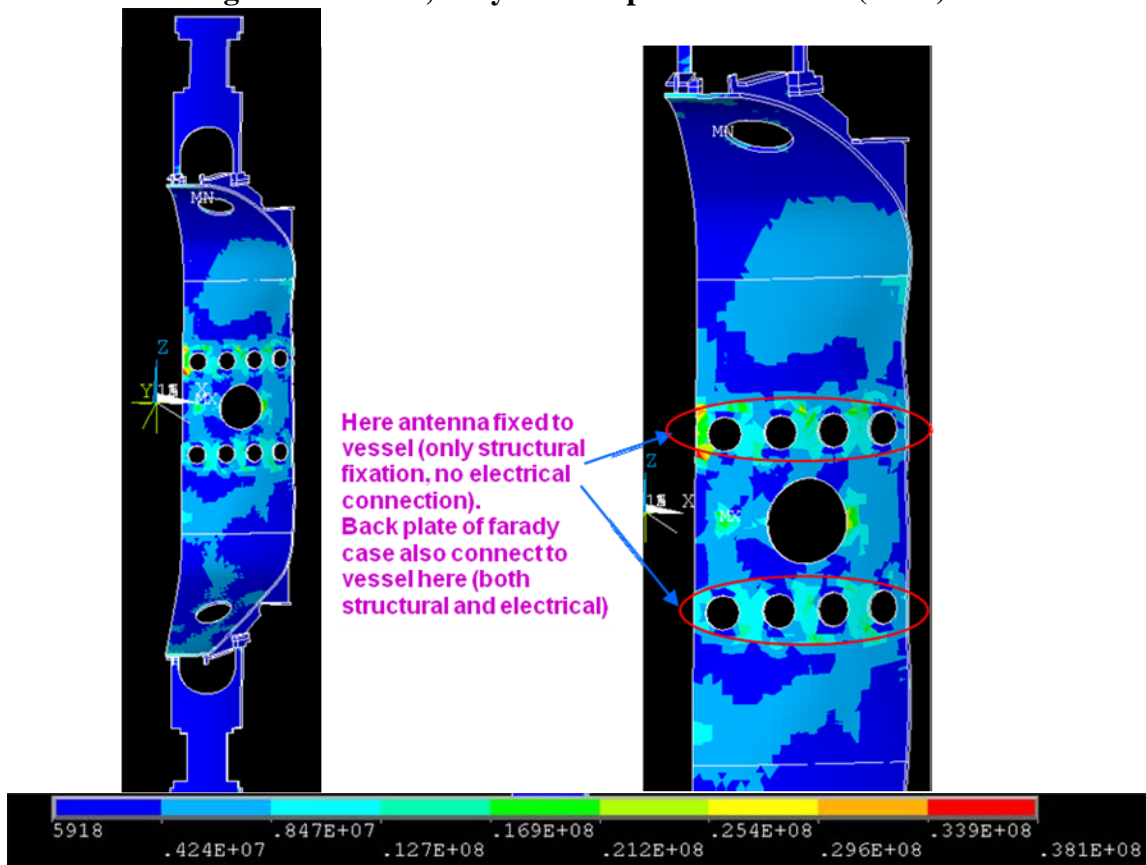 MN
MN
Z
Y
X
MX
Z
X
MX
Here antenna fixed to
vessel (only structural
fixation, no electrical
connection).
Back plate of farady
case also connect to
vessel here (both
structural and electrical)
5918 .847E+07 .169E+08 .254E+08 .339E+08
.424E+07 .127E+08 .212E+08 .296E+08 .381E+08